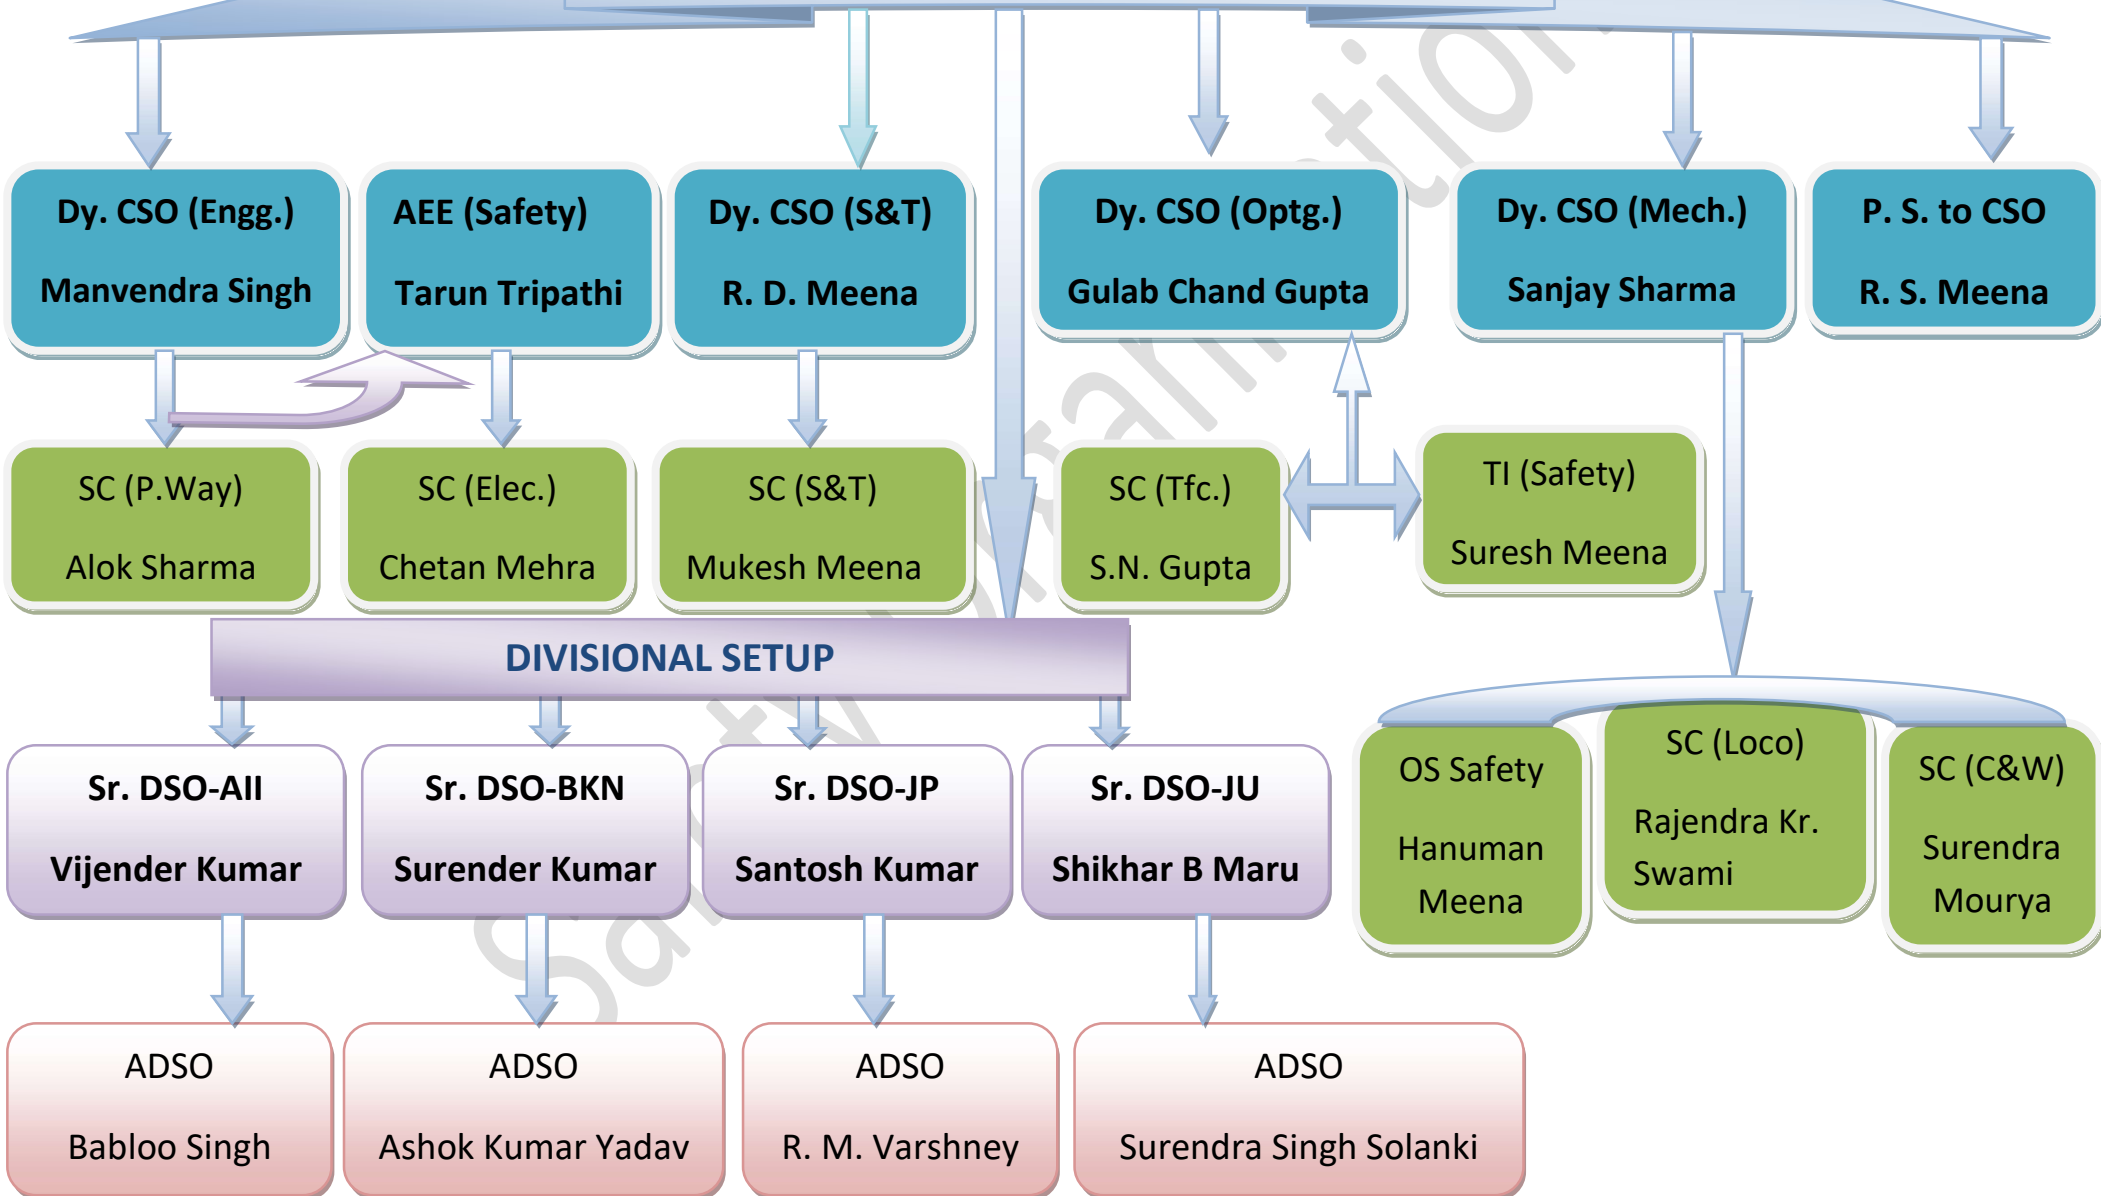 Dy. CSO (Engg.)
Manvendra Singh
AEE (Safety)
Tarun Tripathi
Dy. CSO (S&T)
R. D. Meena
Dy. CSO (Optg.)
Gulab Chand Gupta
Dy. CSO (Mech.)
Sanjay Sharma
P. S. to CSO
R. S. Meena
SC (P.Way)
Alok Sharma
SC (Elec.)
Chetan Mehra
SC (S&T)
Mukesh Meena
SC (Tfc.)
S.N. Gupta
TI (Safety)
Suresh Meena
DIVISIONAL SETUP
Sr. DSO-AII
Vijender Kumar
Sr. DSO-BKN
Surender Kumar
Sr. DSO-JP
Santosh Kumar
Sr. DSO-JU
Shikhar B Maru
OS Safety
Hanuman
Meena
SC (Loco)
Rajendra Kr.
Swami
SC (C&W)
Surendra
Mourya
ADSO
Babloo Singh
ADSO
Ashok Kumar Yadav
ADSO
R. M. Varshney
ADSO
Surendra Singh Solanki